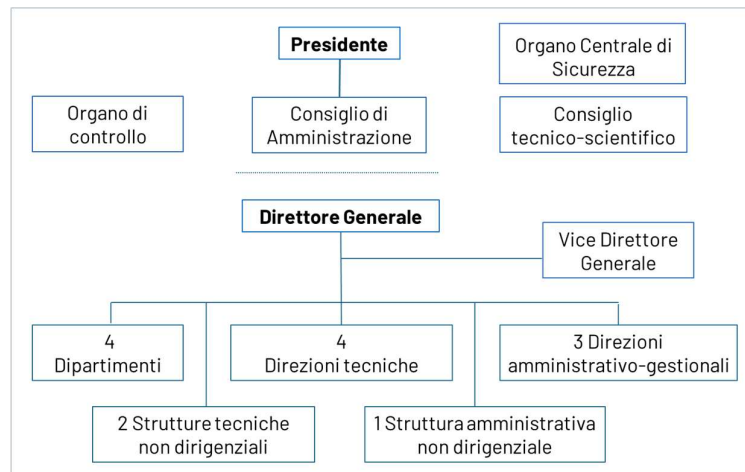 Presidente
Organo Centrale di
Sicurezza
Organo di
controllo
Consiglio di
Amministrazione
Consiglio
tecnico-scientifico
Direttore Generale
Vice Direttore
Generale
4
Dipartimenti
4
Direzioni tecniche
3 Direzioni
amministrativo-gestionali
2 Strutture tecniche
non dirigenziali
1 Struttura amministrativa
non dirigenziale